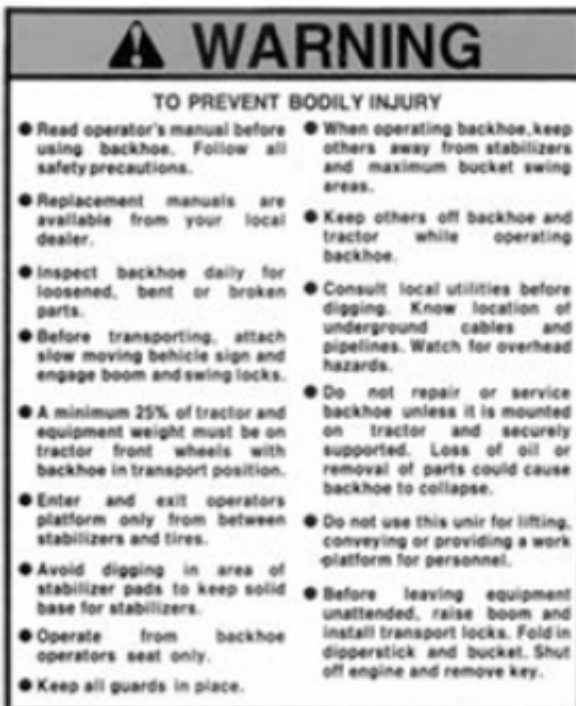 WARNING
TO PREVENT BODILY INJURY
● Read operator's manual before
using backhoe. Follow all
safety precautions.
● Replacement manuals are
available from your local
dealer.
● Inspect backhoe daily for
loosened, bent or broken
parts.
● Before transporting, attach
slow moving behicle sign and
engage boom and swing locks.
● A minimum 25% of tractor and
equipment weight must be on
tractor front wheels with
backhoe in transport position.
● Enter and exit operators
platform only from between
stabilizers and tires.
● Avoid digging in area of
stabilizer pads to keep solid
base for stabilizers.
● Operate from backhoe
operators seat only.
● Keep all guards in place.
● When operating backhoe, keep
others away from stabilizers
and maximum bucket swing
areas.
● Keep others off backhoe and
tractor while operating
backhoe.
● Consult local utilities before
digging. Know location of
underground cables and
pipelines. Watch for overhead
hazards.
● Do not repair or service
backhoe unless it is mounted
on tractor and securely
supported. Loss of oil or
removal of parts could cause
backhoe to collapse.
● Do not use this unir for lifting,
conveying or providing a work
platform for personnel.
● Before leaving equipment
unattended, raise boom and
install transport locks. Fold in
dipperstick and bucket. Shut
off engine and remove key.